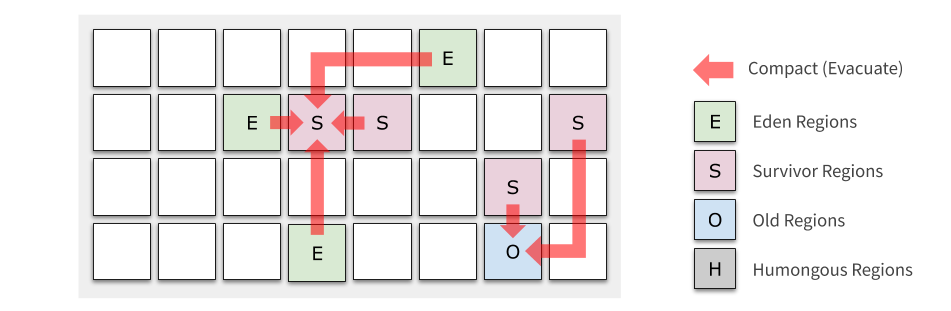 E
E S S S
S
E O
Compact (Evacuate)
E Eden Regions
S Survivor Regions
O Old Regions
H Humongous Regions